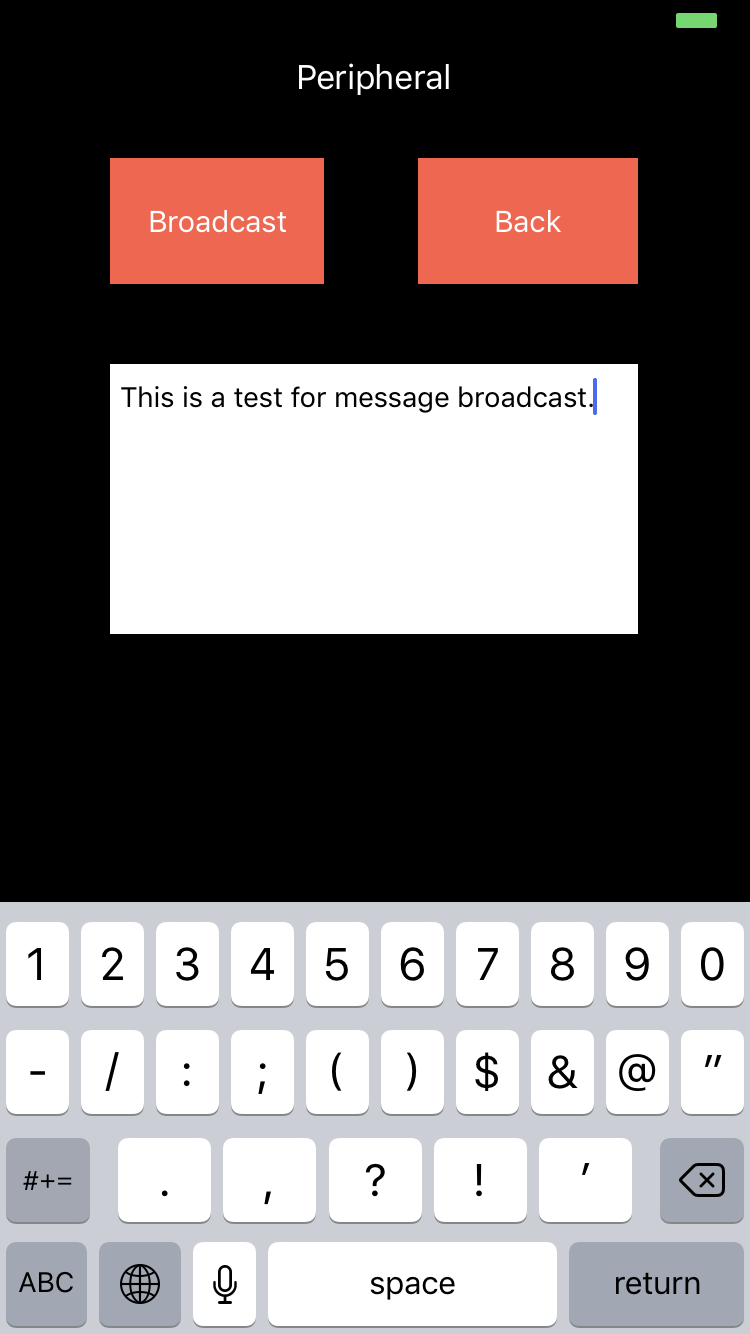 Peripheral
Broadcast Back
This is a test for message broadcast.
1 2 3 4 5 6 7 8 9 0
- / : ; ( ) $ & @ "
#+= . , ? ! ’
ABC space return